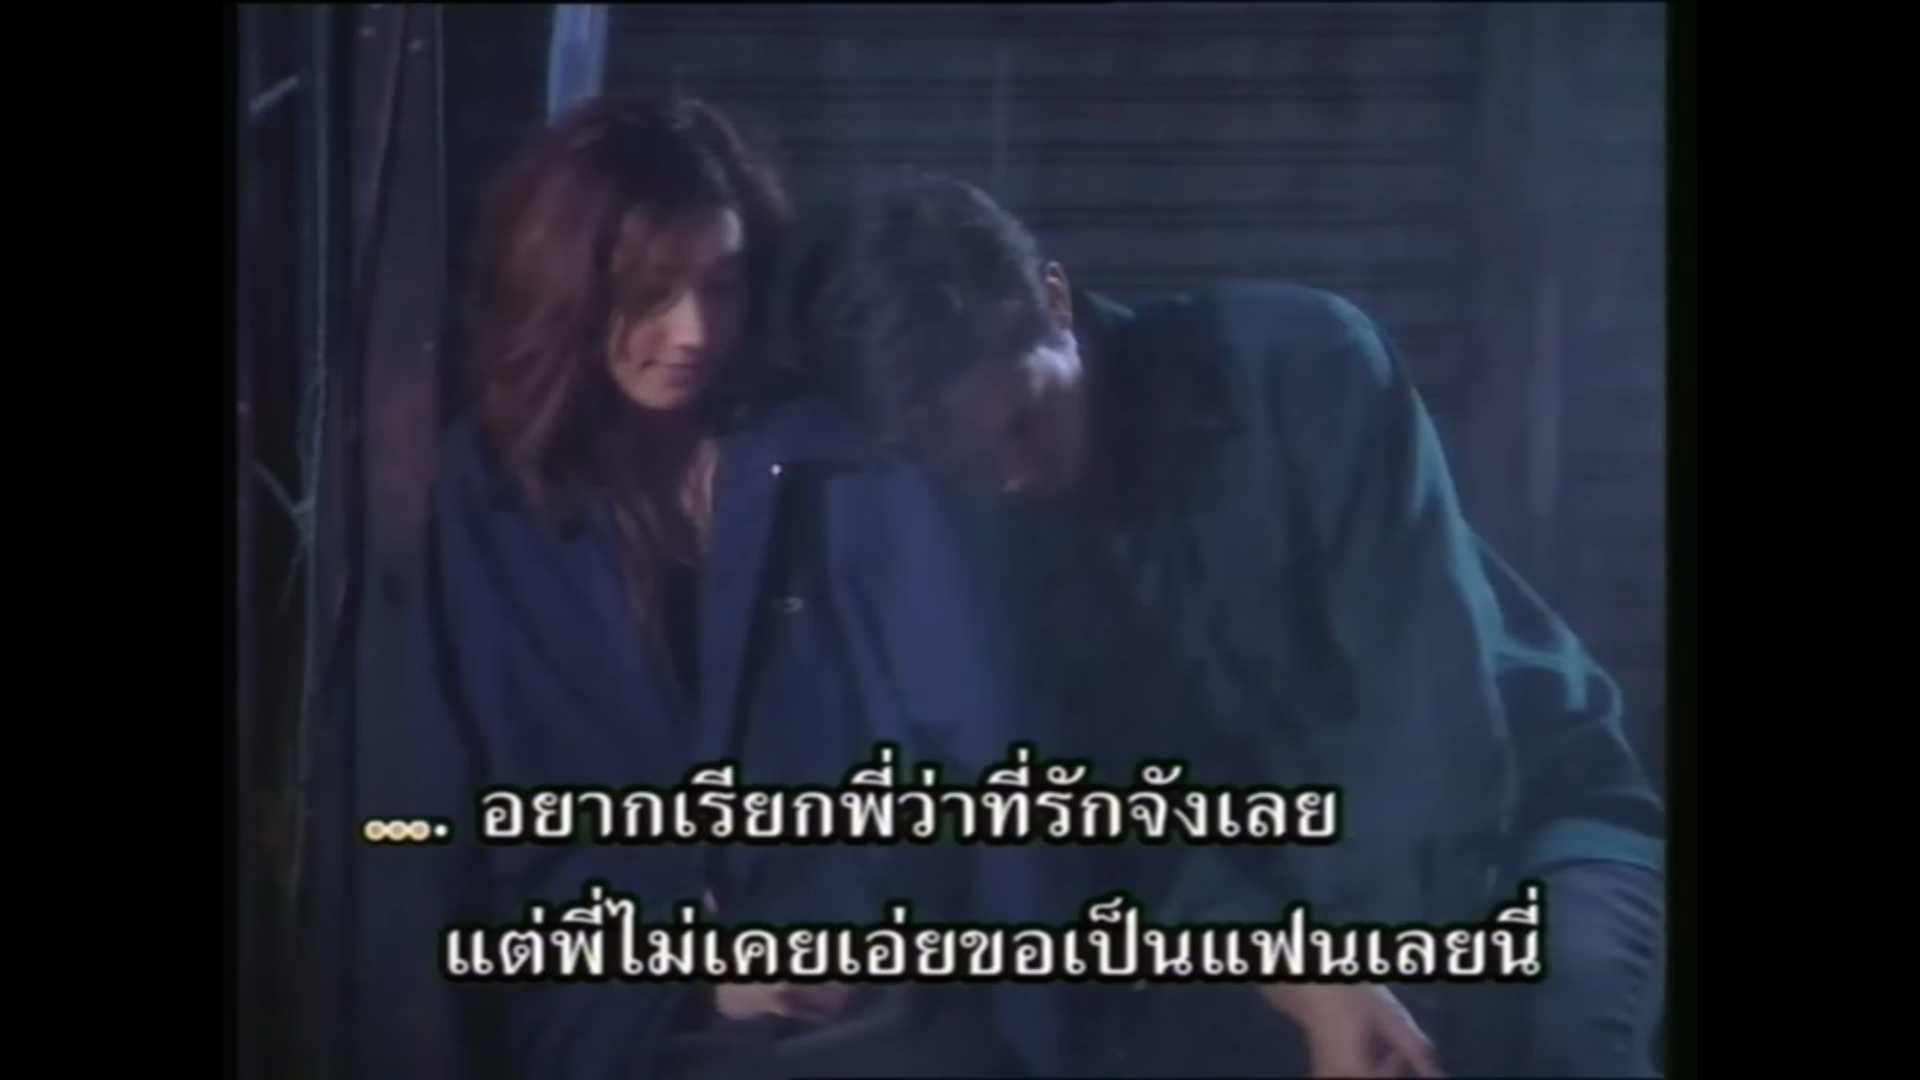 .... อยากเรียกพี่ว่าที่รักจังเลย
แต่พี่ไม่เคยเอ่ยขอเป็นแฟนเลยนี่